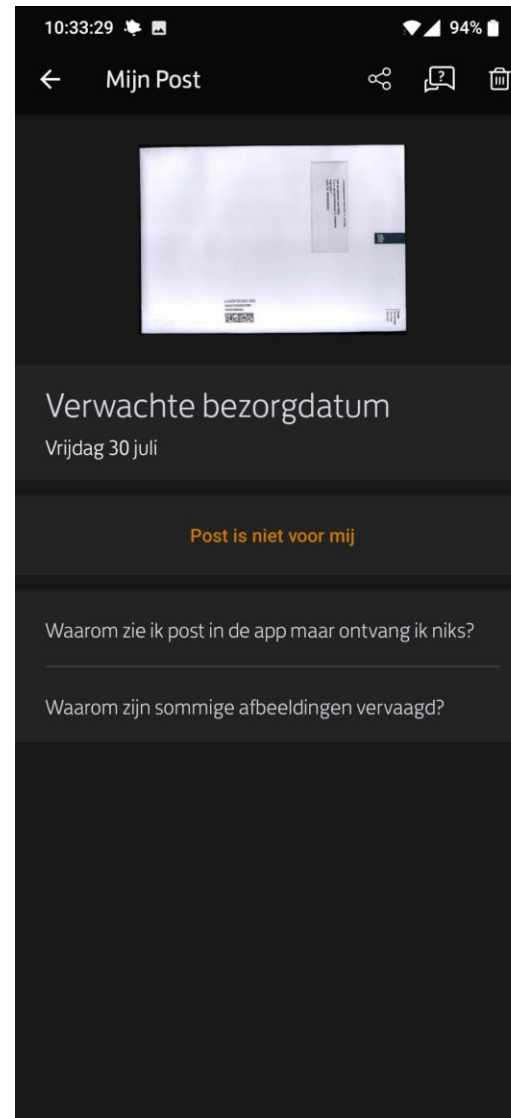 10:33:29
94%
Mijn Post
Verwachte bezorgdatum
Vrijdag 30 juli
Post is niet voor mij
Waarom zie ik post in de app maar ontvang ik niks?
Waarom zijn sommige afbeeldingen vervaagd?